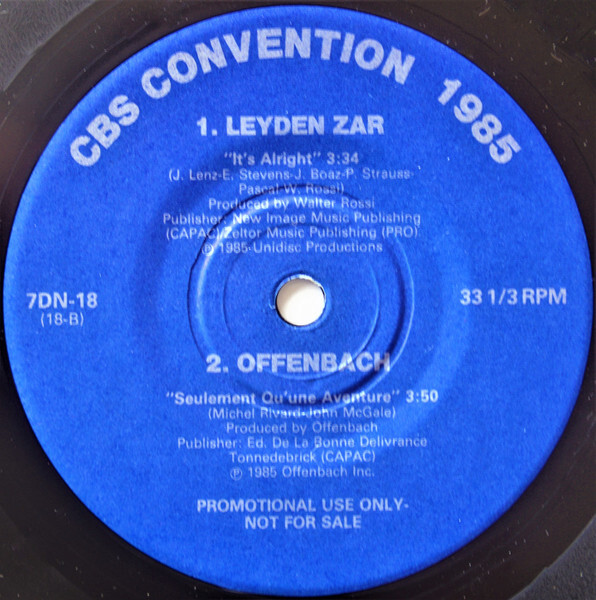 CBS CONVENTION 1985
1. LEYDEN ZAR
"It's Alright" 3:34
(J. Lenz-E. Stevens-J. Boaz-P. Strauss-
Pascal W. Rossi)
Produced by Walter Rossi
Publisher: New Image Music Publishing
(CAPAC)/Zeltor Music Publishing (PRO)
℗ 1985 Unidisc Productions
7DN-18
(18-B)
33 1/3 RPM
2. OFFENBACH
"Seulement Qu'une Aventure" 3:50
(Michel Rivard-John McGale)
Produced by Offenbach
Publisher: Ed. De La Bonne Delivrance
Tonnedebrick (CAPAC)
℗ 1985 Offenbach Inc.
PROMOTIONAL USE ONLY-
NOT FOR SALE